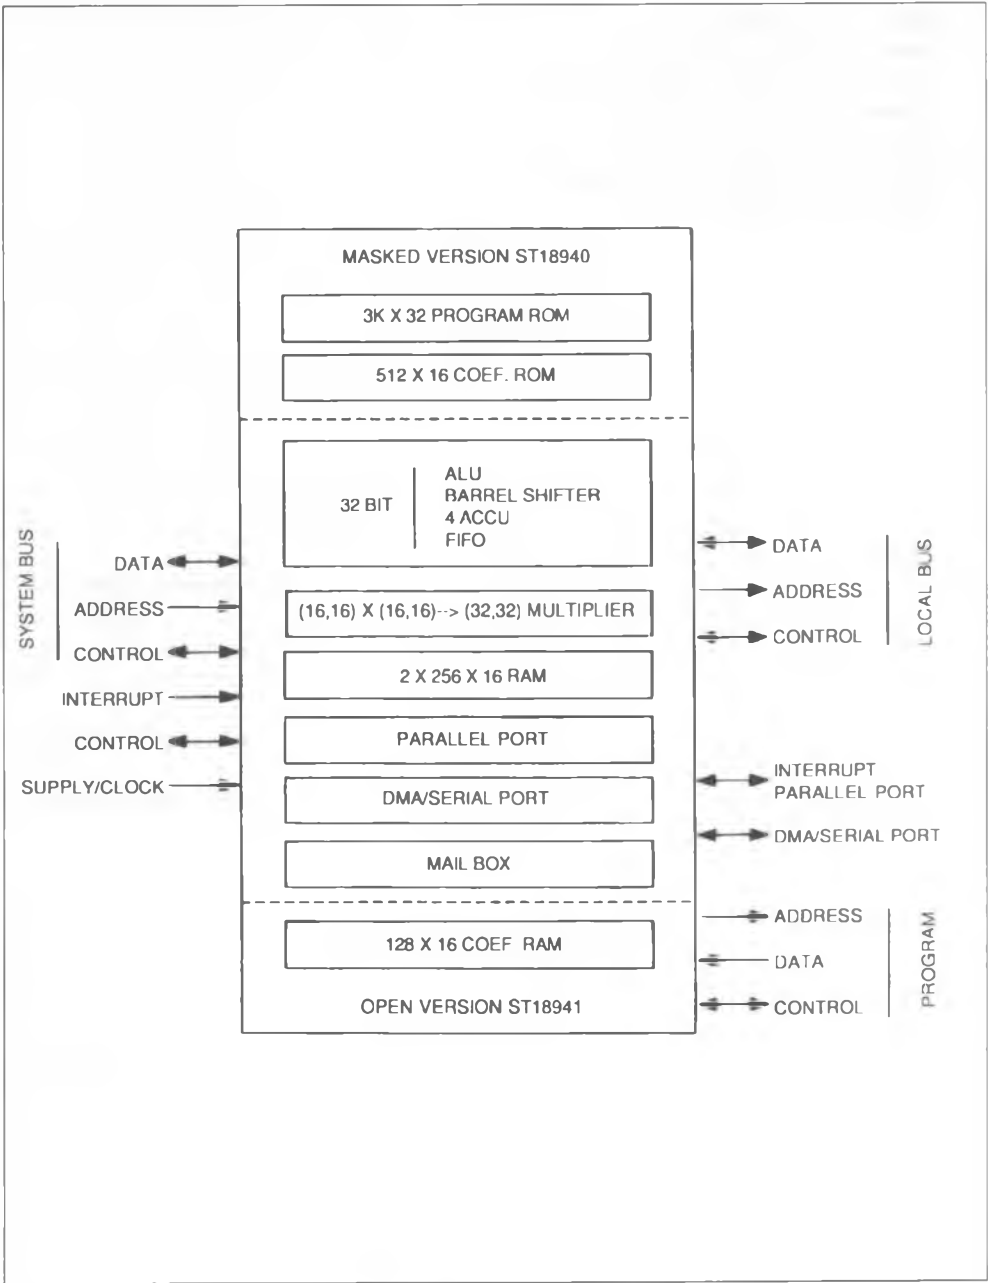 MASKED VERSION ST18940
3K X 32 PROGRAM ROM
512 X 16 COEF. ROM
32 BIT
ALU
BARREL SHIFTER
4 ACCU
FIFO
(16,16) X (16,16)--> (32,32) MULTIPLIER
2 X 256 X 16 RAM
PARALLEL PORT
DMA/SERIAL PORT
MAIL BOX
128 X 16 COEF RAM
OPEN VERSION ST18941
SYSTEM BUS
DATA
ADDRESS
CONTROL
INTERRUPT
CONTROL
SUPPLY/CLOCK
DATA
ADDRESS
CONTROL
LOCAL BUS
INTERRUPT
PARALLEL PORT
DMA/SERIAL PORT
ADDRESS
DATA
CONTROL
PROGRAM